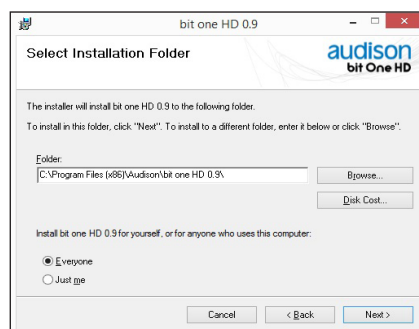 bit one HD 0.9
Select Installation Folder
audison
bit One HD
The installer will install bit one HD 0.9 to the following folder.
To install in this folder, click "Next". To install to a different folder, enter it below or click "Browse".
Folder:
C:\Program Files (x86)\Audison\bit one HD 0.9\
Browse...
Disk Cost...
Install bit one HD 0.9 for yourself, or for anyone who uses this computer:
Everyone
Just me
Cancel
< Back
Next >